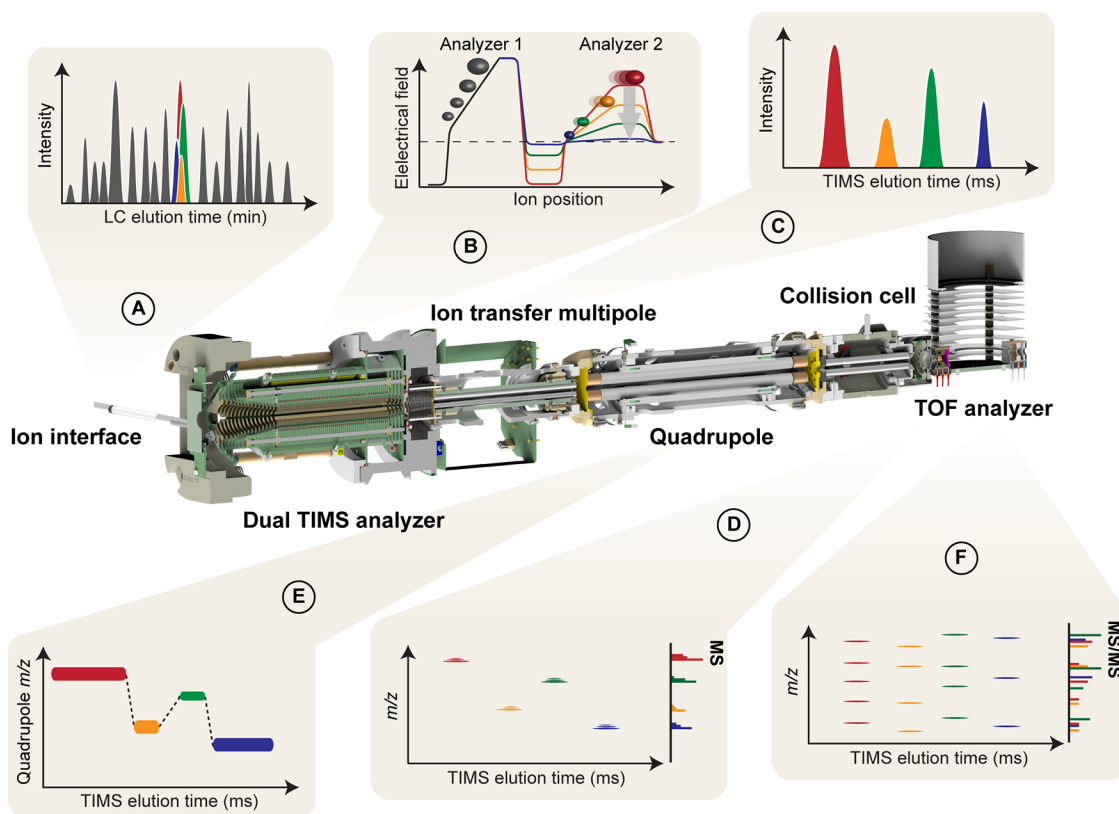 Intensity
LC elution time (min)
A
Analyzer 1
Analyzer 2
Elelectrical field
Ion position
B
Intensity
TIMS elution time (ms)
C
Ion interface
Dual TIMS analyzer
Ion transfer multipole
Quadrupole
Collision cell
TOF analyzer
E
Quadrupole m/z
TIMS elution time (ms)
D
m/z
TIMS elution time (ms)
MS
F
m/z
TIMS elution time (ms)
MS/MS